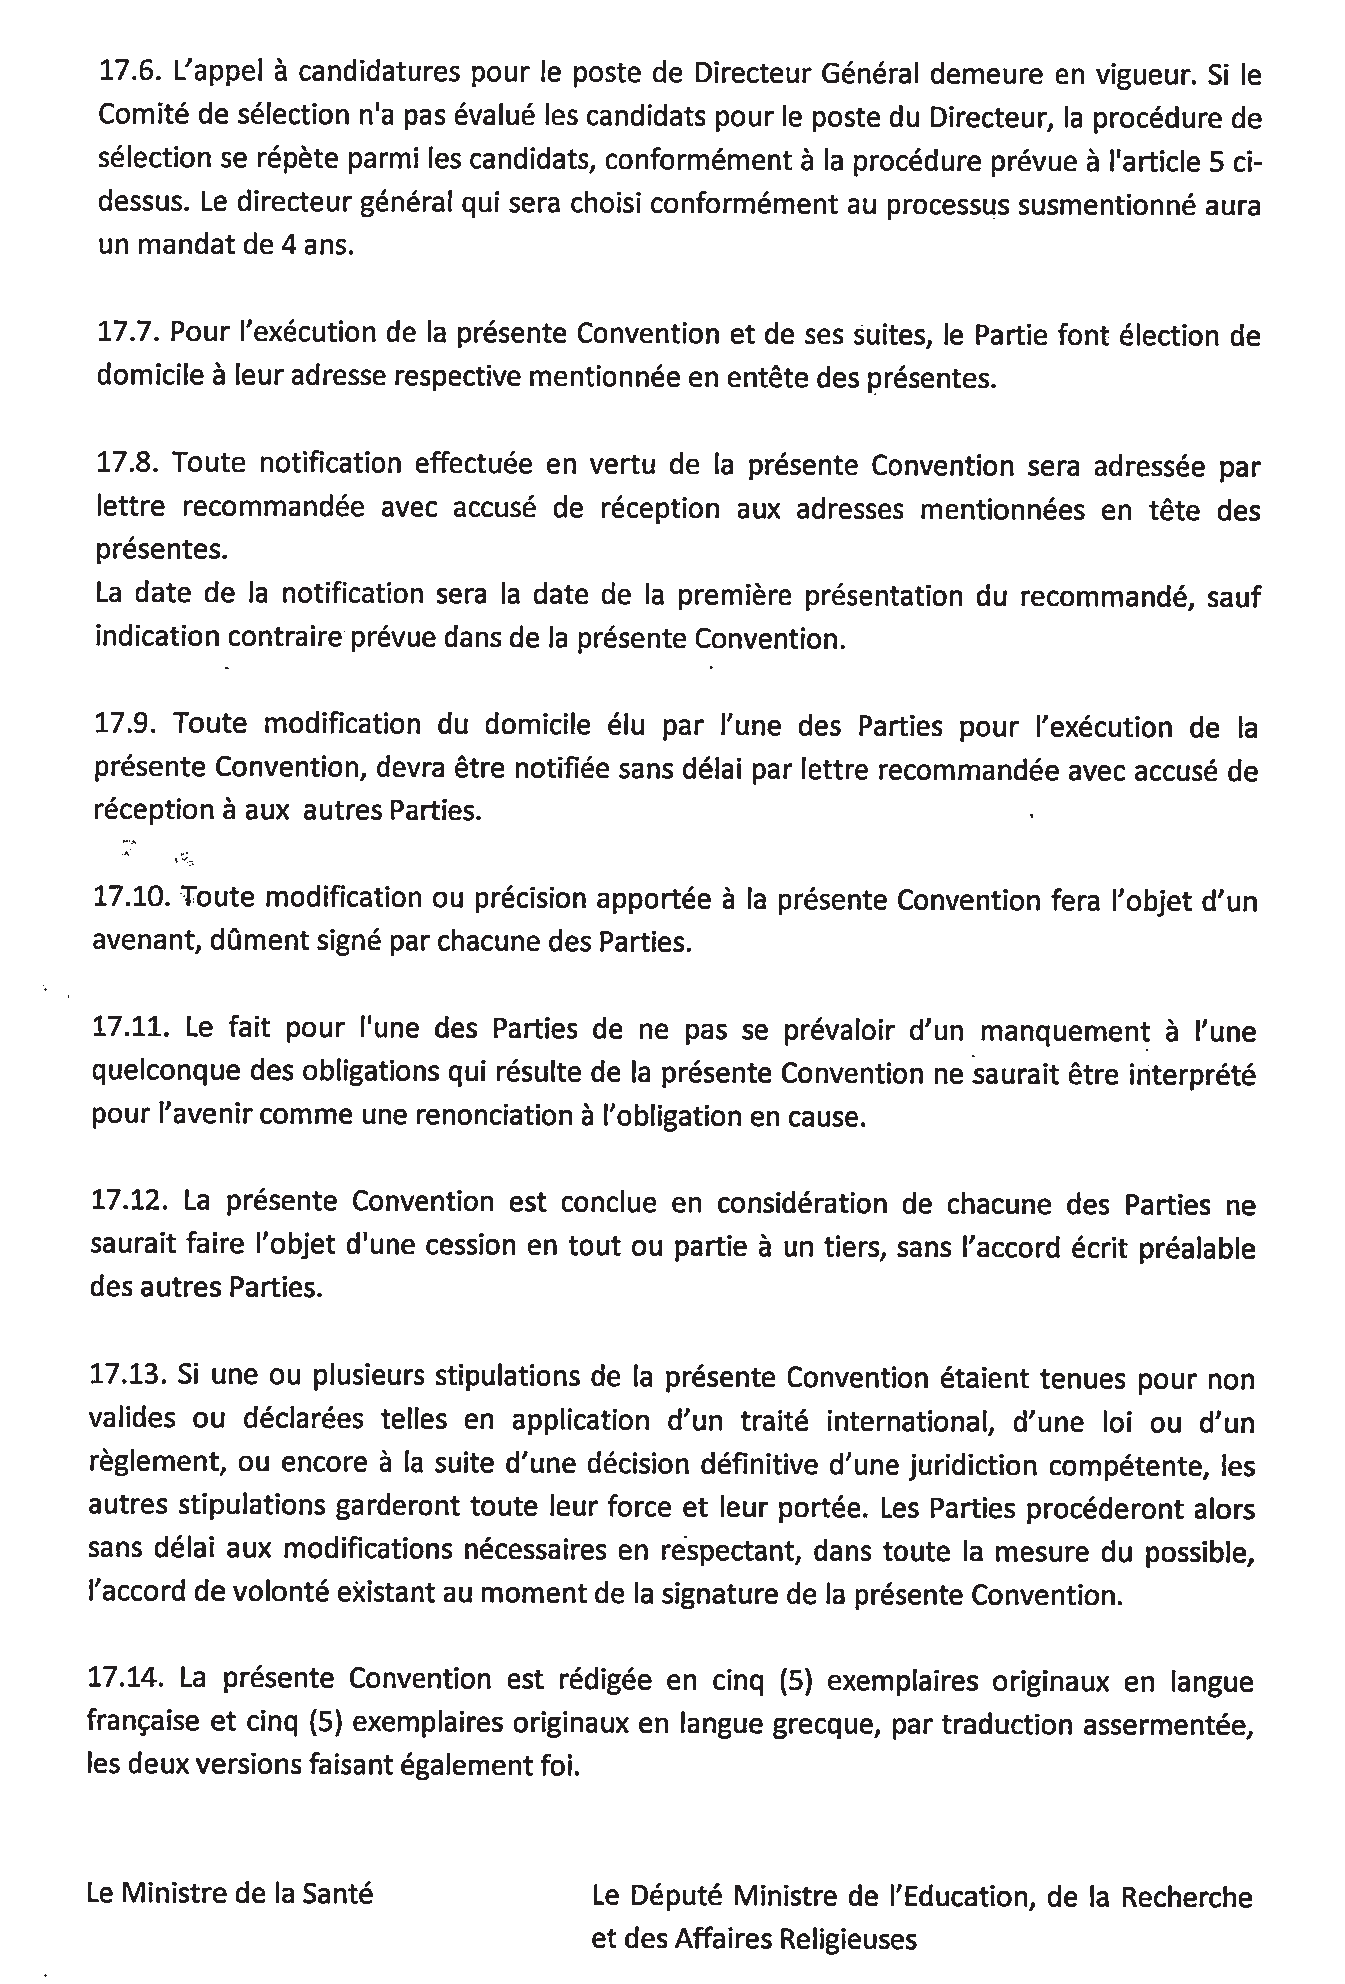 17.6. L’appel à candidatures pour le poste de Directeur Général demeure en vigueur. Si le
Comité de sélection n'a pas évalué les candidats pour le poste du Directeur, la procédure de
sélection se répète parmi les candidats, conformément à la procédure prévue à l'article 5 ci-
dessus. Le directeur général qui sera choisi conformément au processus susmentionné aura
un mandat de 4 ans.
17.7. Pour l’exécution de la présente Convention et de ses suites, le Partie font élection de
domicile à leur adresse respective mentionnée en entête des présentes.
17.8. Toute notification effectuée en vertu de la présente Convention sera adressée par
lettre recommandée avec accusé de réception aux adresses mentionnées en tête des
présentes.
La date de la notification sera la date de la première présentation du recommandé, sauf
indication contraire prévue dans de la présente Convention.
17.9. Toute modification du domicile élu par l’une des Parties pour l’exécution de la
présente Convention, devra être notifiée sans délai par lettre recommandée avec accusé de
réception à aux autres Parties.
17.10. Toute modification ou précision apportée à la présente Convention fera l’objet d’un
avenant, dûment signé par chacune des Parties.
17.11. Le fait pour l'une des Parties de ne pas se prévaloir d’un manquement à l’une
quelconque des obligations qui résulte de la présente Convention ne saurait être interprété
pour l’avenir comme une renonciation à l’obligation en cause.
17.12. La présente Convention est conclue en considération de chacune des Parties ne
saurait faire l’objet d'une cession en tout ou partie à un tiers, sans l’accord écrit préalable
des autres Parties.
17.13. Si une ou plusieurs stipulations de la présente Convention étaient tenues pour non
valides ou déclarées telles en application d’un traité international, d’une loi ou d’un
règlement, ou encore à la suite d’une décision définitive d’une juridiction compétente, les
autres stipulations garderont toute leur force et leur portée. Les Parties procéderont alors
sans délai aux modifications nécessaires en respectant, dans toute la mesure du possible,
l’accord de volonté existant au moment de la signature de la présente Convention.
17.14. La présente Convention est rédigée en cinq (5) exemplaires originaux en langue
française et cinq (5) exemplaires originaux en langue grecque, par traduction assermentée,
les deux versions faisant également foi.
Le Ministre de la Santé
Le Député Ministre de l’Education, de la Recherche
et des Affaires Religieuses